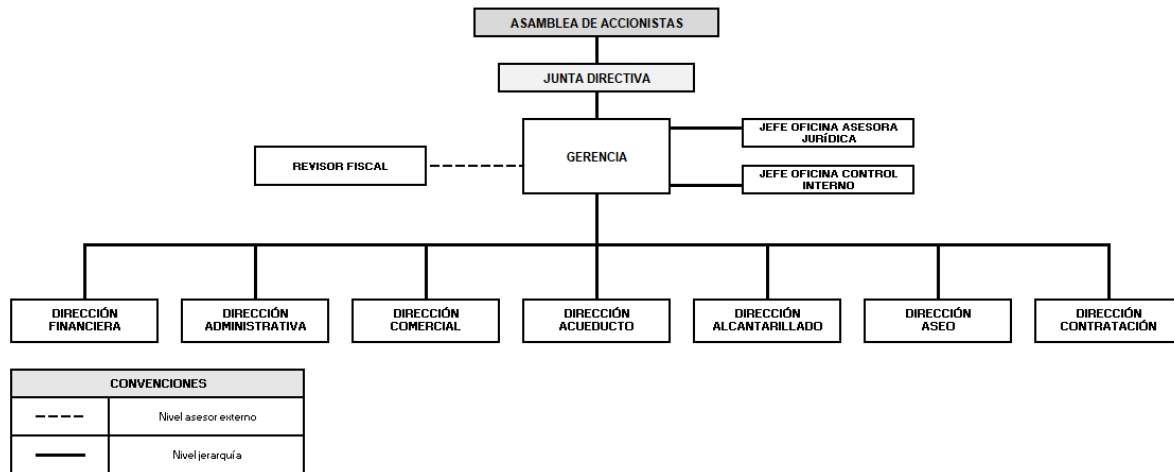 ASAMBLEA DE ACCIONISTAS
JUNTA DIRECTIVA
GERENCIA
JEFE OFICINA ASESORA
JURÍDICA
REVISOR FISCAL
JEFE OFICINA CONTROL
INTERNO
DIRECCIÓN
FINANCIERA
DIRECCIÓN
ADMINISTRATIVA
DIRECCIÓN
COMERCIAL
DIRECCIÓN
ACUEDUCTO
DIRECCIÓN
ALCANTARILLADO
DIRECCIÓN
ASEO
DIRECCIÓN
CONTRATACIÓN
CONVENCIONES
Nivel asesor externo
Nivel jerarquía